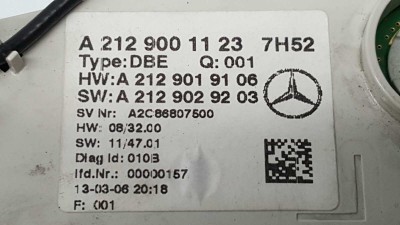 A 212 900 11 23 7H52
Type: DBE Q: 001
HW: A 212 901 91 06
SW: A 212 902 92 03
SV Nr: A2C86807500
HW: 08/32.00
SW: 11/47.01
Diag Id: 010B
lfd.Nr.: 00000157
13-03-06 20:18
F: 001